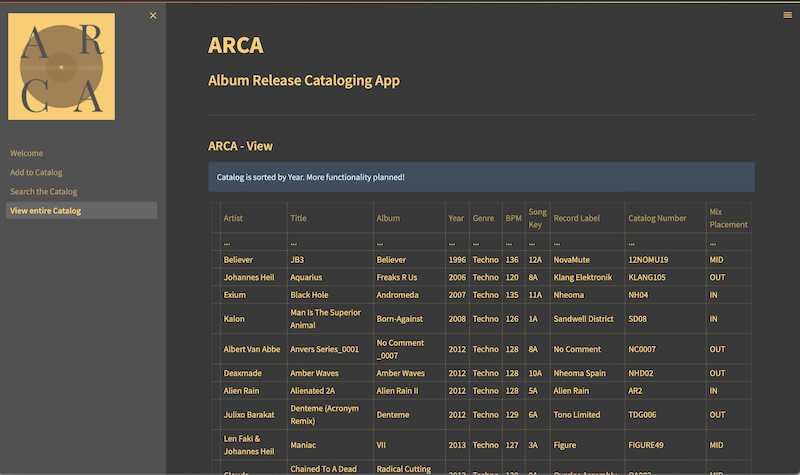 A R
C A
Welcome
Add to Catalog
Search the Catalog
View entire Catalog
ARCA
Album Release Cataloging App
ARCA - View
Catalog is sorted by Year. More functionality planned!
Artist Title Album Year Genre BPM Song Key Record Label Catalog Number Mix Placement
... ... ... ... ... ... ... ... ... ...
Believer JB3 Believer 1996 Techno 136 12A NovaMute 12NOMU19 MID
Johannes Heil Aquarius Freaks R Us 2006 Techno 120 8A Klang Elektronik KLANG105 OUT
Exium Black Hole Andromeda 2007 Techno 135 11A Nheoma NH04 IN
Kalon Man Is The Superior Animal Born-Against 2008 Techno 126 1A Sandwell District SD08 IN
Albert Van Abbe Anvers Series_0001 No Comment _0007 2012 Techno 128 8A No Comment NC0007 OUT
Deaxmade Amber Waves Amber Waves 2012 Techno 128 10A Nheoma Spain NHD02 OUT
Alien Rain Alienated 2A Alien Rain II 2012 Techno 128 5A Alien Rain AR2 IN
Julixo Barakat Denteme (Acronym Remix) Denteme 2012 Techno 129 6A Tono Limited TDG006 OUT
Len Faki & Johannes Heil Maniac VII 2013 Techno 127 3A Figure FIGURE49 MID
Chained To A Dead Radical Cutting